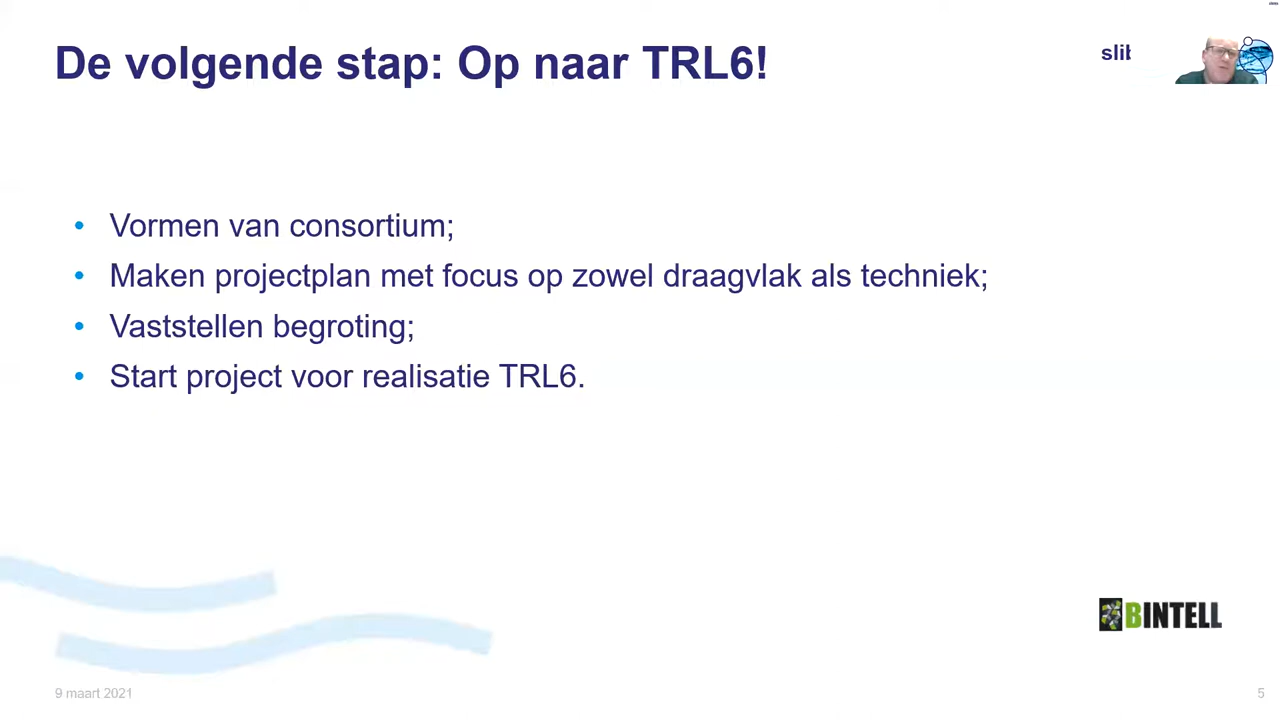 De volgende stap: Op naar TRL6!
• Vormen van consortium;
• Maken projectplan met focus op zowel draagvlak als techniek;
• Vaststellen begroting;
• Start project voor realisatie TRL6.
BINTELL
9 maart 2021
5